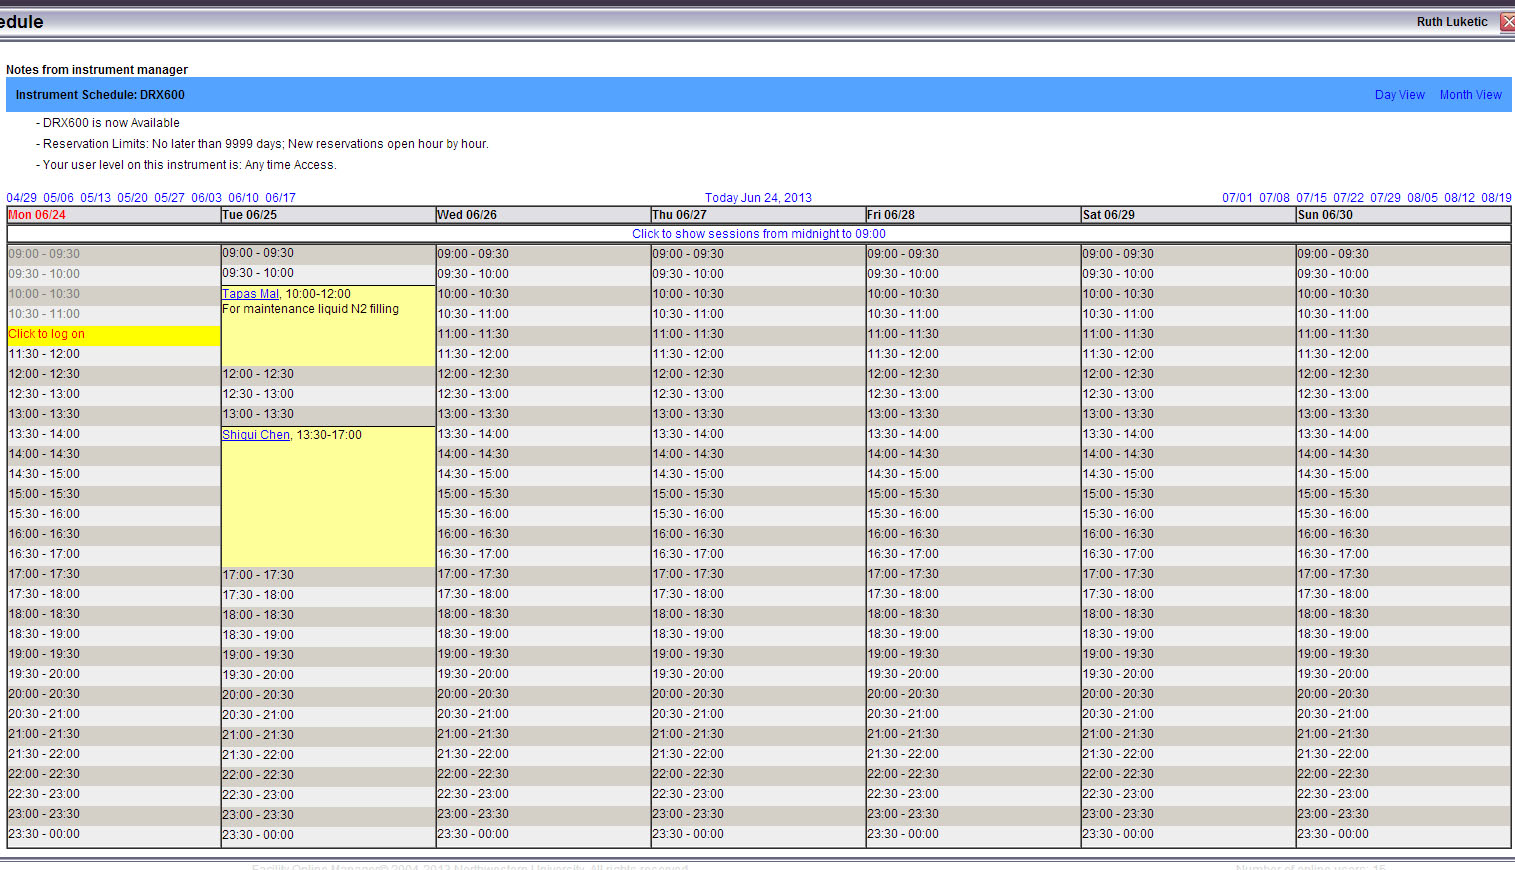 edule
Ruth Luketic
Notes from instrument manager
Instrument Schedule: DRX600 Day View Month View
- DRX600 is now Available
- Reservation Limits: No later than 9999 days; New reservations open hour by hour.
- Your user level on this instrument is: Any time Access.
04/29 05/06 05/13 05/20 05/27 06/03 06/10 06/17 Today Jun 24, 2013 07/01 07/08 07/15 07/22 07/29 08/05 08/12 08/19
Mon 06/24 Tue 06/25 Wed 06/26 Thu 06/27 Fri 06/28 Sat 06/29 Sun 06/30
Click to show sessions from midnight to 09:00
09:00 - 09:30 09:00 - 09:30 09:00 - 09:30 09:00 - 09:30 09:00 - 09:30 09:00 - 09:30 09:00 - 09:30
09:30 - 10:00 09:30 - 10:00 09:30 - 10:00 09:30 - 10:00 09:30 - 10:00 09:30 - 10:00 09:30 - 10:00
10:00 - 10:30 Tapas Mal, 10:00-12:00 10:00 - 10:30 10:00 - 10:30 10:00 - 10:30 10:00 - 10:30 10:00 - 10:30
10:30 - 11:00 For maintenance liquid N2 filling 10:30 - 11:00 10:30 - 11:00 10:30 - 11:00 10:30 - 11:00 10:30 - 11:00
Click to log on 11:00 - 11:30 11:00 - 11:30 11:00 - 11:30 11:00 - 11:30 11:00 - 11:30
11:30 - 12:00 11:30 - 12:00 11:30 - 12:00 11:30 - 12:00 11:30 - 12:00 11:30 - 12:00
12:00 - 12:30 12:00 - 12:30 12:00 - 12:30 12:00 - 12:30 12:00 - 12:30 12:00 - 12:30 12:00 - 12:30
12:30 - 13:00 12:30 - 13:00 12:30 - 13:00 12:30 - 13:00 12:30 - 13:00 12:30 - 13:00 12:30 - 13:00
13:00 - 13:30 13:00 - 13:30 13:00 - 13:30 13:00 - 13:30 13:00 - 13:30 13:00 - 13:30 13:00 - 13:30
13:30 - 14:00 Shigui Chen, 13:30-17:00 13:30 - 14:00 13:30 - 14:00 13:30 - 14:00 13:30 - 14:00 13:30 - 14:00
14:00 - 14:30 14:00 - 14:30 14:00 - 14:30 14:00 - 14:30 14:00 - 14:30 14:00 - 14:30
14:30 - 15:00 14:30 - 15:00 14:30 - 15:00 14:30 - 15:00 14:30 - 15:00 14:30 - 15:00
15:00 - 15:30 15:00 - 15:30 15:00 - 15:30 15:00 - 15:30 15:00 - 15:30 15:00 - 15:30
15:30 - 16:00 15:30 - 16:00 15:30 - 16:00 15:30 - 16:00 15:30 - 16:00 15:30 - 16:00
16:00 - 16:30 16:00 - 16:30 16:00 - 16:30 16:00 - 16:30 16:00 - 16:30 16:00 - 16:30
16:30 - 17:00 16:30 - 17:00 16:30 - 17:00 16:30 - 17:00 16:30 - 17:00 16:30 - 17:00
17:00 - 17:30 17:00 - 17:30 17:00 - 17:30 17:00 - 17:30 17:00 - 17:30 17:00 - 17:30 17:00 - 17:30
17:30 - 18:00 17:30 - 18:00 17:30 - 18:00 17:30 - 18:00 17:30 - 18:00 17:30 - 18:00 17:30 - 18:00
18:00 - 18:30 18:00 - 18:30 18:00 - 18:30 18:00 - 18:30 18:00 - 18:30 18:00 - 18:30 18:00 - 18:30
18:30 - 19:00 18:30 - 19:00 18:30 - 19:00 18:30 - 19:00 18:30 - 19:00 18:30 - 19:00 18:30 - 19:00
19:00 - 19:30 19:00 - 19:30 19:00 - 19:30 19:00 - 19:30 19:00 - 19:30 19:00 - 19:30 19:00 - 19:30
19:30 - 20:00 19:30 - 20:00 19:30 - 20:00 19:30 - 20:00 19:30 - 20:00 19:30 - 20:00 19:30 - 20:00
20:00 - 20:30 20:00 - 20:30 20:00 - 20:30 20:00 - 20:30 20:00 - 20:30 20:00 - 20:30 20:00 - 20:30
20:30 - 21:00 20:30 - 21:00 20:30 - 21:00 20:30 - 21:00 20:30 - 21:00 20:30 - 21:00 20:30 - 21:00
21:00 - 21:30 21:00 - 21:30 21:00 - 21:30 21:00 - 21:30 21:00 - 21:30 21:00 - 21:30 21:00 - 21:30
21:30 - 22:00 21:30 - 22:00 21:30 - 22:00 21:30 - 22:00 21:30 - 22:00 21:30 - 22:00 21:30 - 22:00
22:00 - 22:30 22:00 - 22:30 22:00 - 22:30 22:00 - 22:30 22:00 - 22:30 22:00 - 22:30 22:00 - 22:30
22:30 - 23:00 22:30 - 23:00 22:30 - 23:00 22:30 - 23:00 22:30 - 23:00 22:30 - 23:00 22:30 - 23:00
23:00 - 23:30 23:00 - 23:30 23:00 - 23:30 23:00 - 23:30 23:00 - 23:30 23:00 - 23:30 23:00 - 23:30
23:30 - 00:00 23:30 - 00:00 23:30 - 00:00 23:30 - 00:00 23:30 - 00:00 23:30 - 00:00 23:30 - 00:00
Facility Online Manager© 2004-2013 Northwestern University. All rights reserved. Number of online users: 15